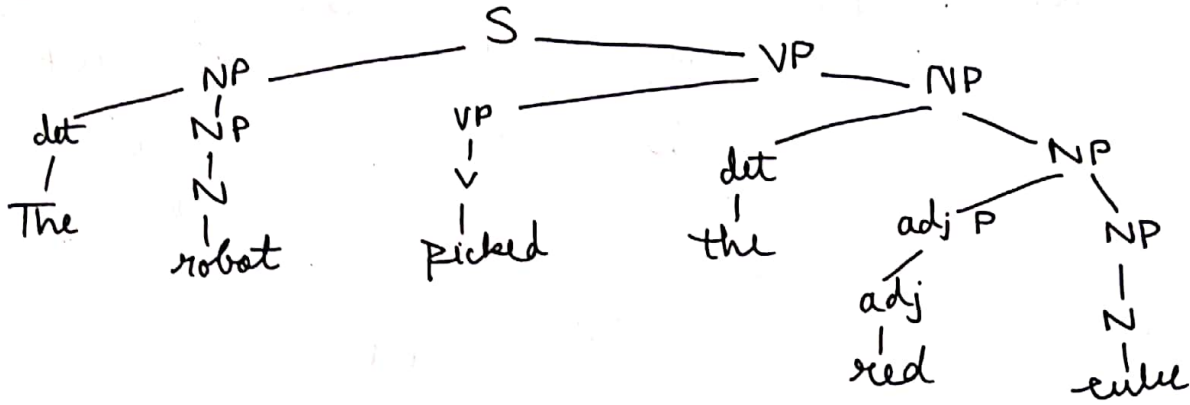 S
NP VP NP
det NP VP det NP
The N V the adj P NP
robot picked adj N
red cube